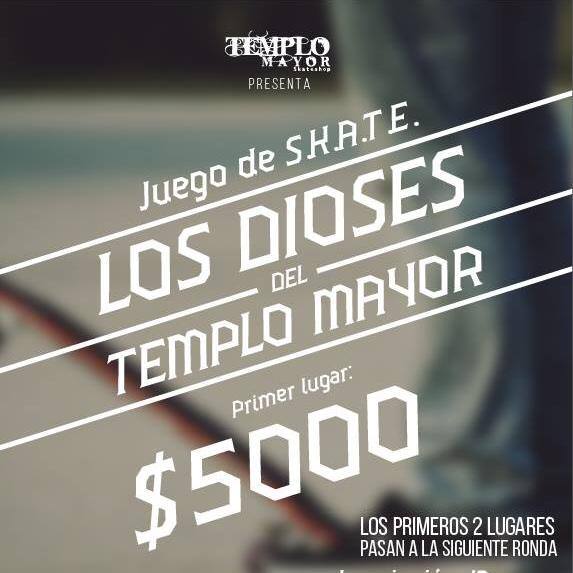 TEMPLO
MAYOR
Skateshop
PRESENTA
Juego de S.K.A.T.E.
LOS DIOSES
DEL
TEMPLO MAYOR
Primer lugar:
$5000
LOS PRIMEROS 2 LUGARES
PASAN A LA SIGUIENTE RONDA